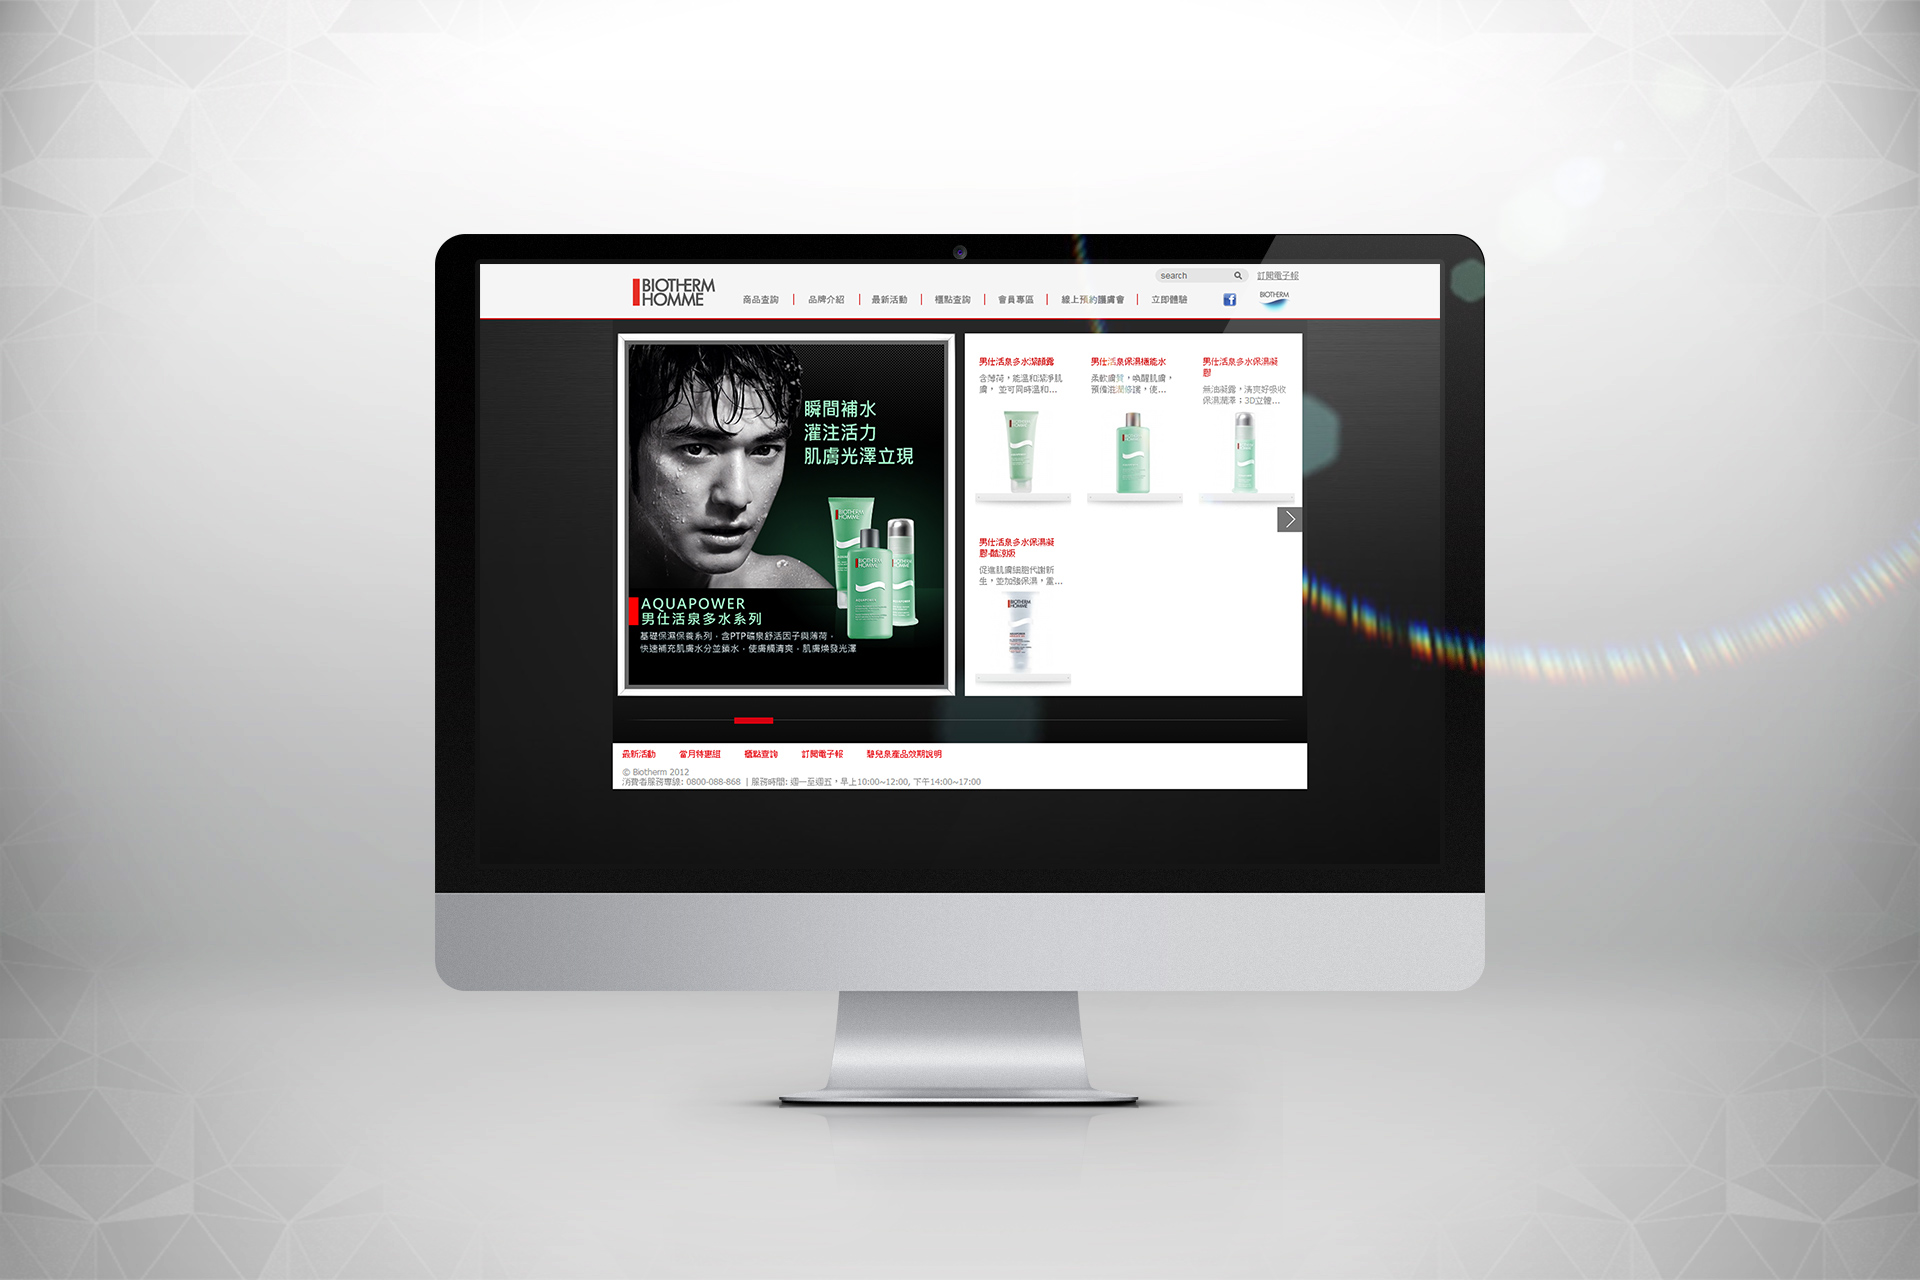 search
訂閱電子報
BIOTHERM
HOMME
商品查詢 | 品牌介紹 | 最新活動 | 櫃點查詢 | 會員專區 | 線上預約護膚會 | 立即體驗
BIOTHERM
瞬間補水
灌注活力
肌膚光澤立現
BIOTHERM
HOMME
BIOTHERM
HOMME
BIOTHERM
HOMME
AQUAPOWER
男仕活泉多水系列
基礎保濕保養系列，含PTP礦泉舒活因子與薄荷，
快速補充肌膚水分並鎖水，使膚觸清爽，肌膚煥發光澤
男仕活泉多水潔顏露
含薄荷，能溫和潔淨肌
膚， 並可同時溫和...
男仕活泉保濕機能水
柔軟膚質，喚醒肌膚，
預備滋潤修護，使...
男仕活泉多水保濕凝
膠
無油凝露，清爽好吸收
保濕潤澤；3D立體...
男仕活泉多水保濕凝
膠-酷涼版
促進肌膚細胞代謝新
生，並加強保濕，靈...
BIOTHERM
HOMME
最新活動 當月特惠組 櫃點查詢 訂閱電子報 碧兒泉產品效期說明
© Biotherm 2012
消費者服務專線: 0800-088-868 | 服務時間: 週一至週五，早上10:00~12:00, 下午14:00~17:00